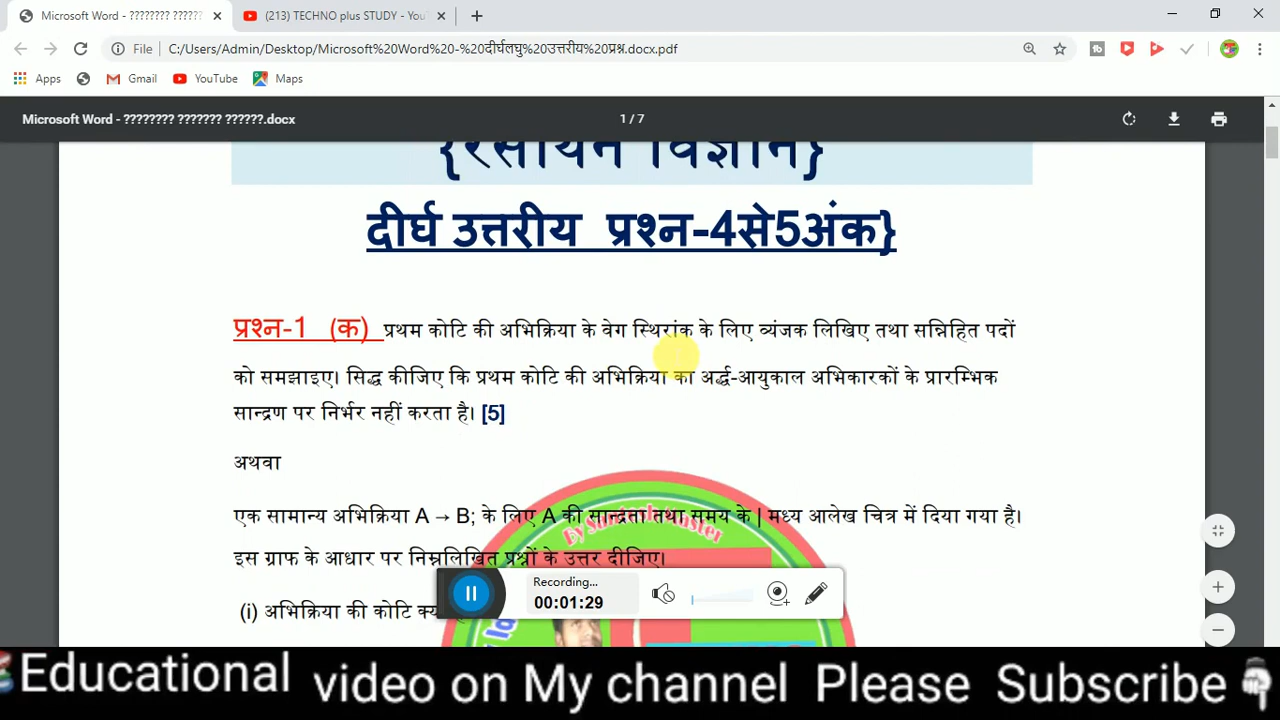 Microsoft Word - ???????? ??????
(213) TECHNO plus STUDY - You
File C:/Users/Admin/Desktop/Microsoft%20Word%20-%20दीर्घलघु%20उत्तरीय%20प्रश्न.docx.pdf
Apps Gmail YouTube Maps
Microsoft Word - ???????? ??????? ??????.docx 1 / 7
{रसायन विज्ञान}
दीर्घ उत्तरीय प्रश्न-4से5अंक}
प्रश्न-1 (क) प्रथम कोटि की अभिक्रिया के वेग स्थिरांक के लिए व्यंजक लिखिए तथा सन्निहित पदों
को समझाइए। सिद्ध कीजिए कि प्रथम कोटि की अभिक्रिया का अर्द्ध-आयुकाल अभिकारकों के प्रारम्भिक
सान्द्रण पर निर्भर नहीं करता है। [5]
अथवा
एक सामान्य अभिक्रिया A → B; के लिए A की सान्द्रता तथा समय के | मध्य आलेख चित्र में दिया गया है।
इस ग्राफ के आधार पर निम्नलिखित प्रश्नों के उत्तर दीजिए।
(i) अभिक्रिया की कोटि
Recording...
00:01:29
Educational video on My channel Please Subscribe